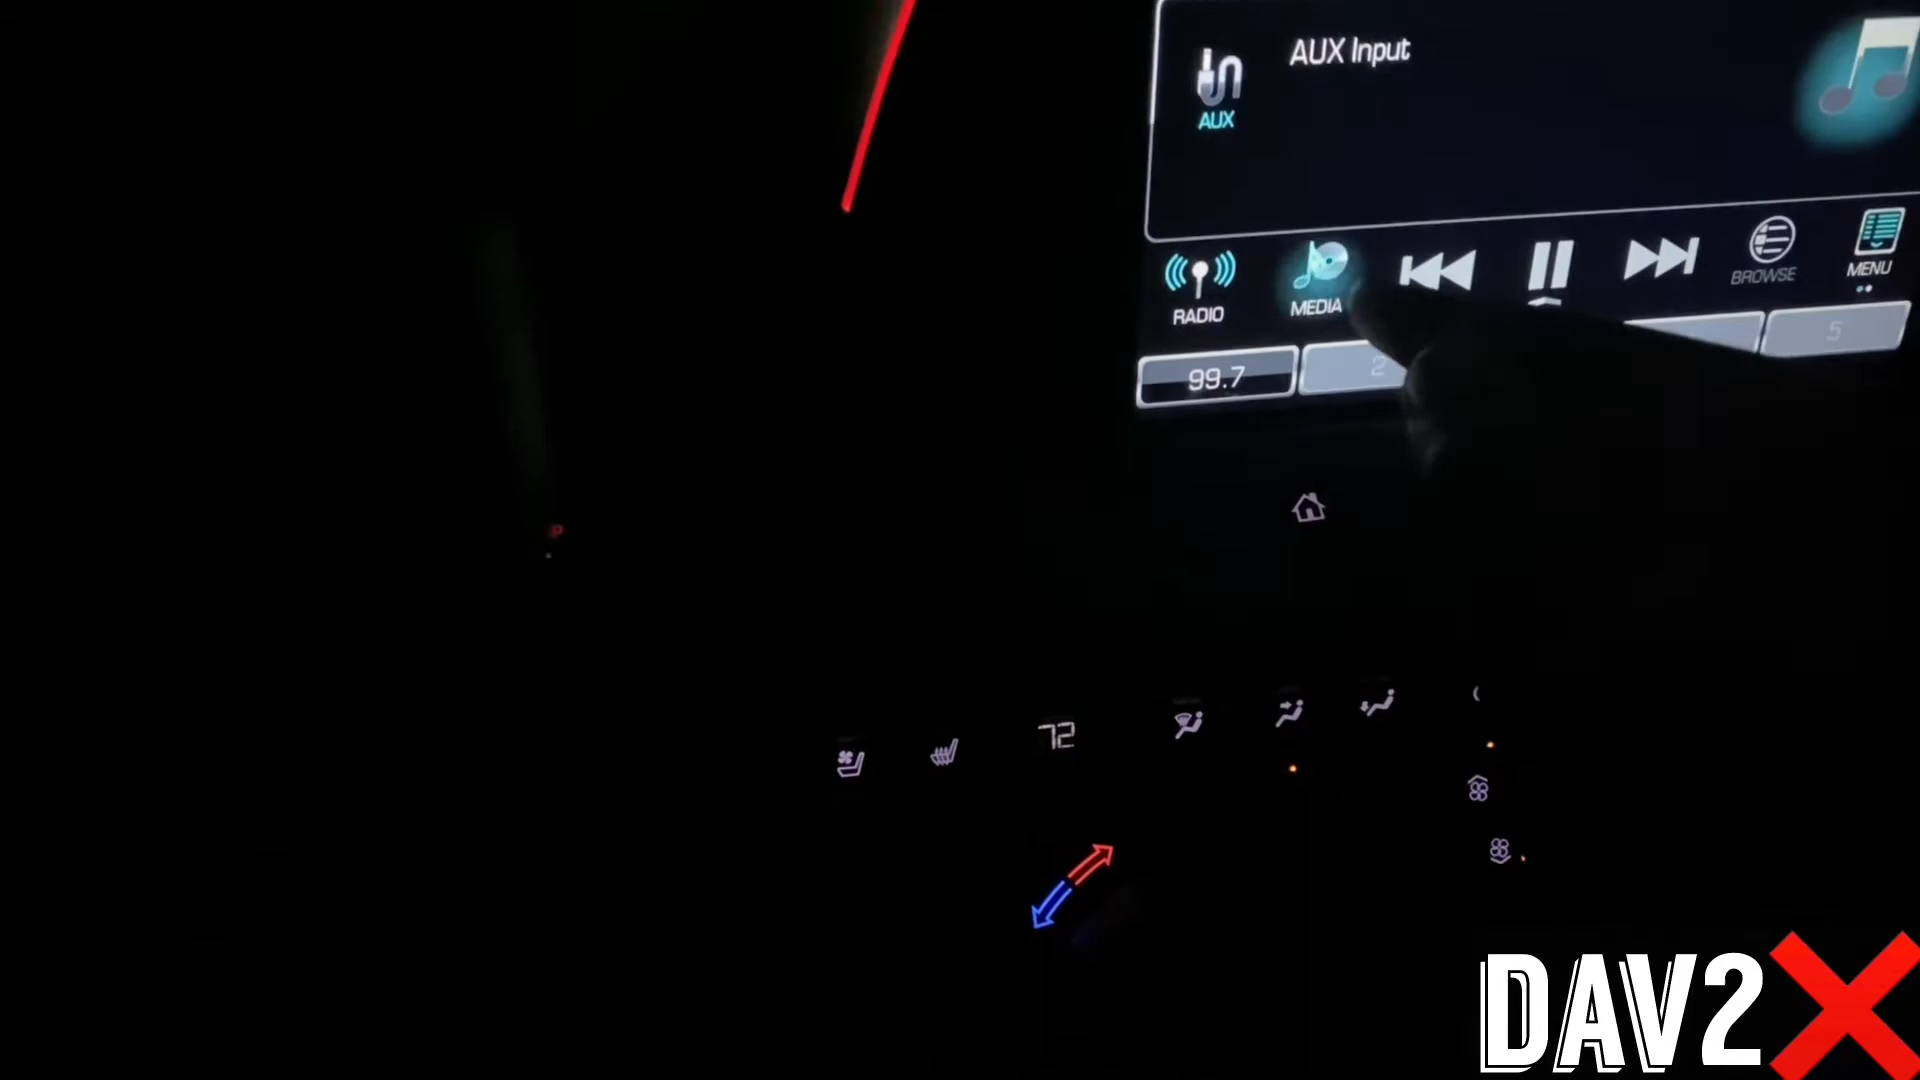 AUX Input
AUX
RADIO
MEDIA
BROWSE
MENU
99.7
2
5
P
72
DAV2❌